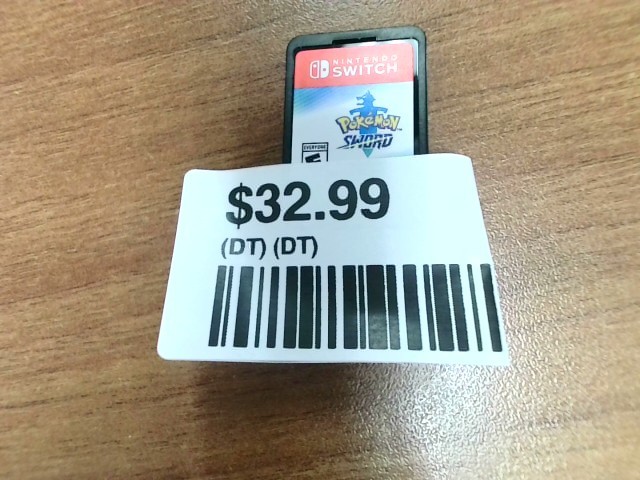 NINTENDO
SWITCH
POKéMON
SWORD
EVERYONE
E
$32.99
(DT) (DT)